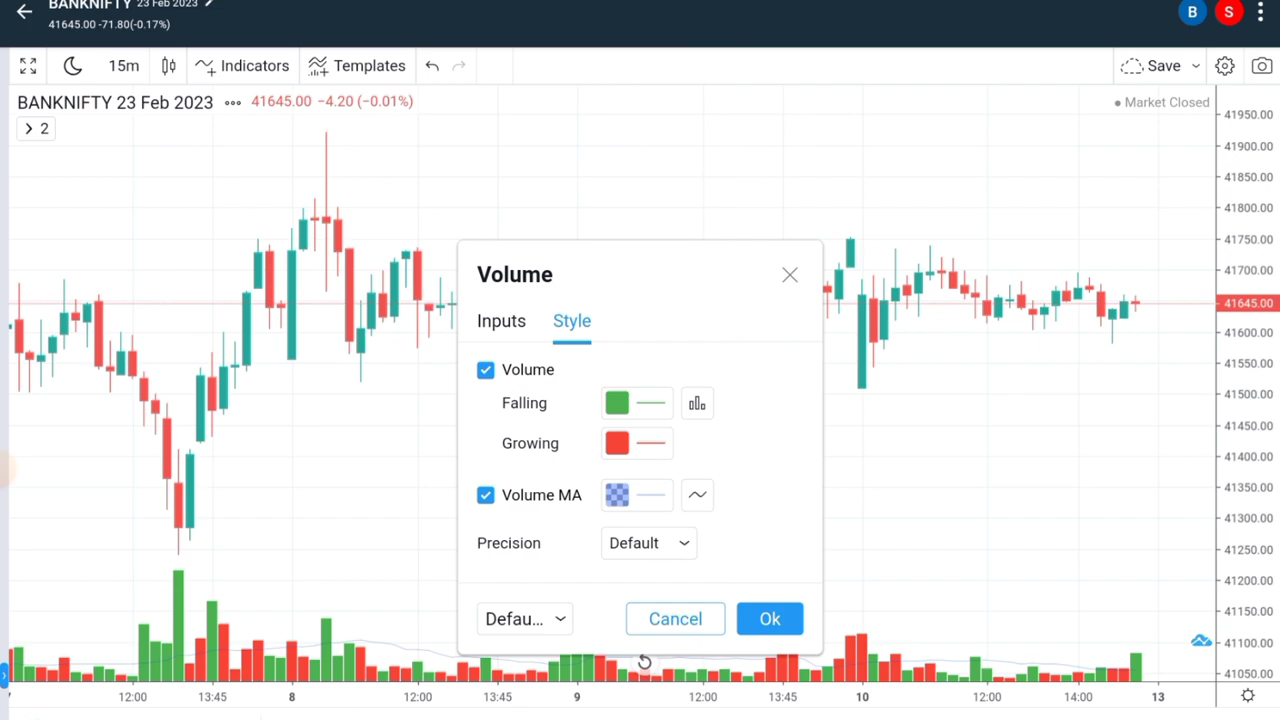 BANKNIFTY 23 Feb 2023
41645.00 -71.80(-0.17%)
B
S
15m
Indicators
Templates
Save
BANKNIFTY 23 Feb 2023 ••• 41645.00 −4.20 (−0.01%)
● Market Closed
2
41950.00
41900.00
41850.00
41800.00
41750.00
41700.00
41645.00
41600.00
41550.00
41500.00
41450.00
41400.00
41350.00
41300.00
41250.00
41200.00
41150.00
41100.00
41050.00
Volume
Inputs
Style
Volume
Falling
Growing
Volume MA
Precision
Default
Defau...
Cancel
Ok
12:00
13:45
8
12:00
13:45
9
12:00
13:45
10
12:00
14:00
13